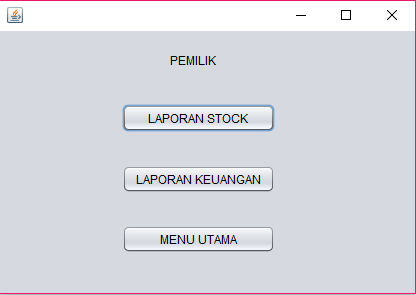 PEMILIK
LAPORAN STOCK
LAPORAN KEUANGAN
MENU UTAMA